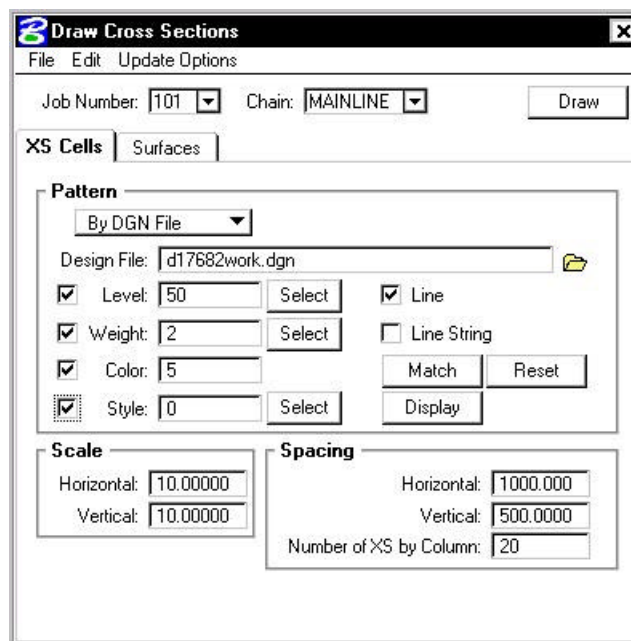 Draw Cross Sections
File Edit Update Options
Job Number: 101 Chain: MAINLINE Draw
XS Cells Surfaces
Pattern
By DGN File
Design File: d17682work.dgn
Level: 50 Select Line
Weight: 2 Select Line String
Color: 5 Match Reset
Style: 0 Select Display
Scale Spacing
Horizontal: 10.00000 Horizontal: 1000.000
Vertical: 10.00000 Vertical: 500.0000
Number of XS by Column: 20